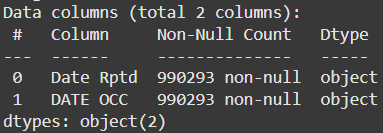 Data columns (total 2 columns):
 #   Column     Non-Null Count   Dtype
---  ------     --------------   -----
 0   Date Rptd  990293 non-null  object
 1   DATE OCC   990293 non-null  object
dtypes: object(2)